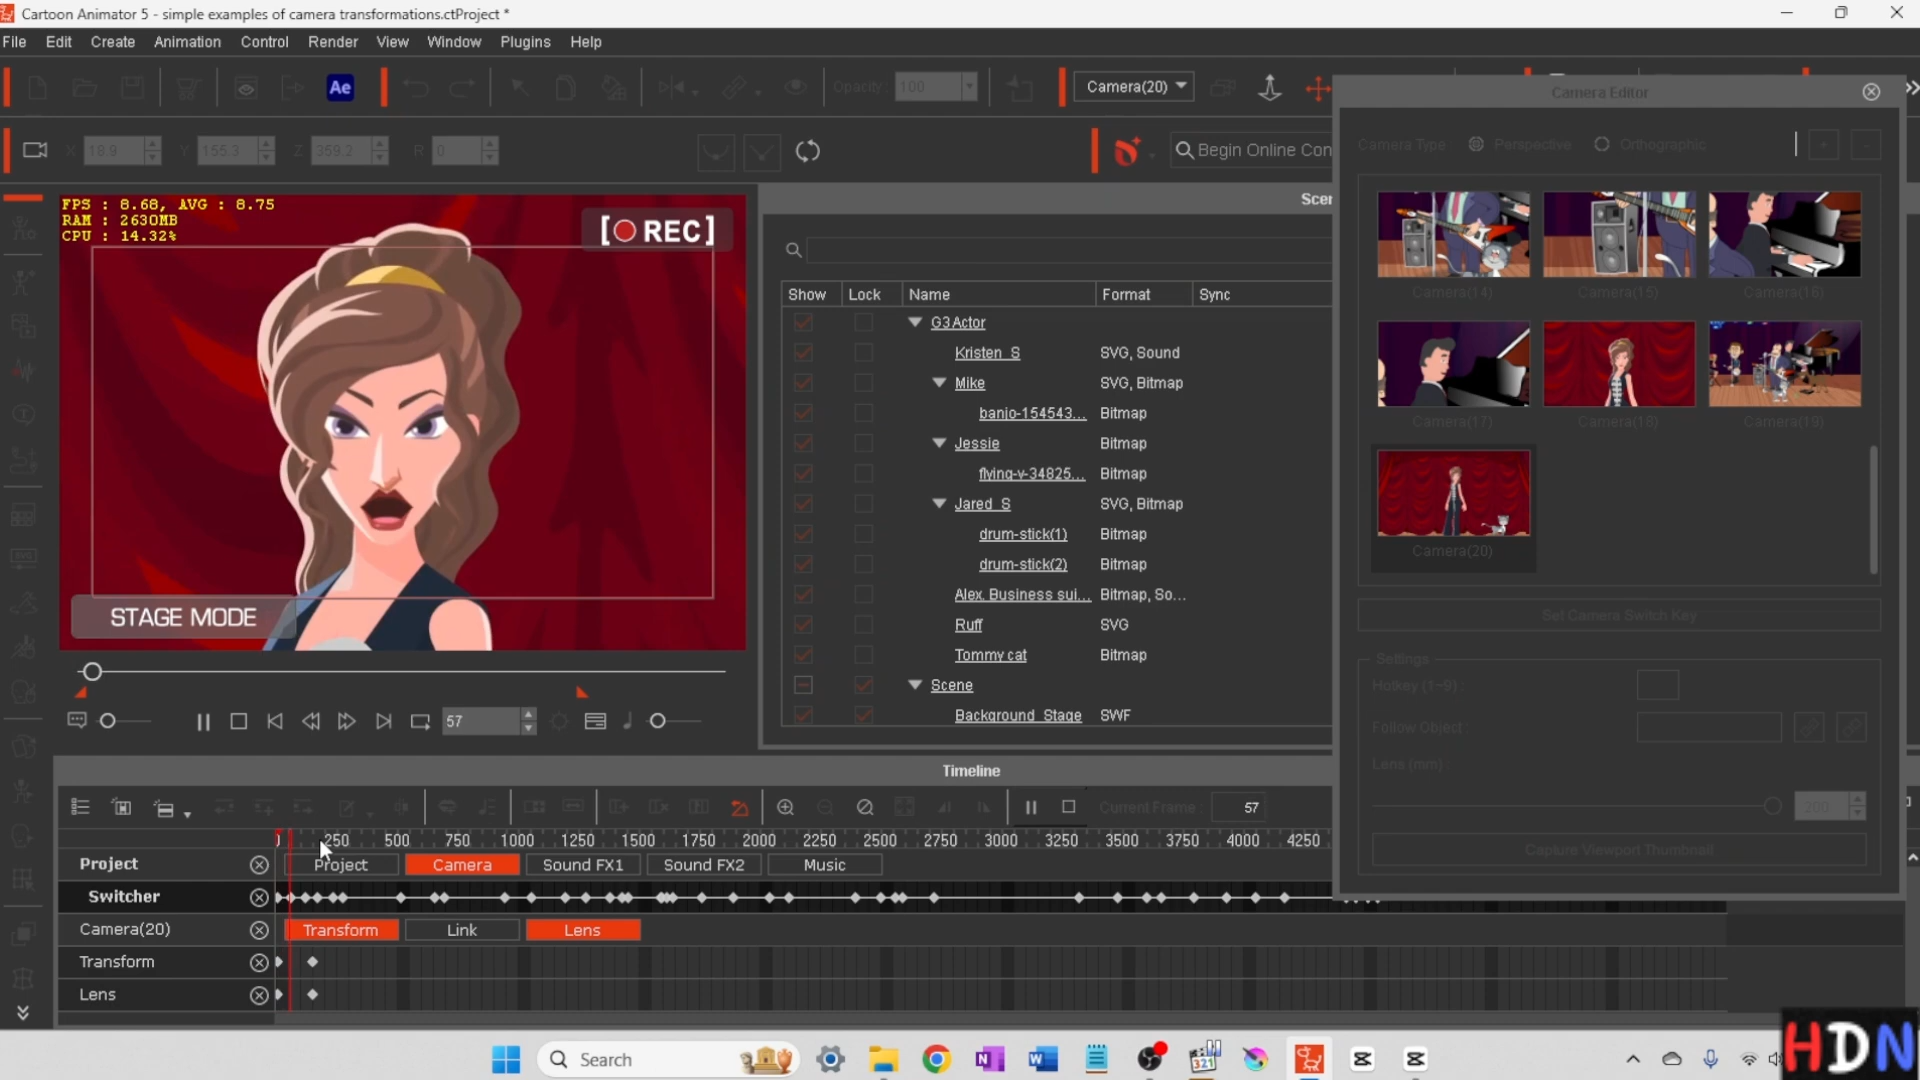 Cartoon Animator 5 - simple examples of camera transformations.ctProject *
File Edit Create Animation Control Render View Window Plugins Help
Ae Opacity: 100 Camera(20)
Camera Editor
X 18.9 Y 155.3 Z 359.2 R 0 Begin Online Con
Camera Type Perspective Orthographic
FPS : 8.68, AVG : 8.75
RAM : 2630MB
CPU : 14.32%
[ REC ]
STAGE MODE
57
Scen
Show Lock Name Format Sync
G3 Actor
Kristen_S SVG, Sound
Mike SVG, Bitmap
banjo-154543... Bitmap
Jessie Bitmap
flying-v-34825... Bitmap
Jared_S SVG, Bitmap
drum-stick(1) Bitmap
drum-stick(2) Bitmap
Alex. Business sui... Bitmap, So...
Ruff SVG
Tommy cat Bitmap
Scene
Background_Stage SWF
Camera(14) Camera(15) Camera(16)
Camera(17) Camera(18) Camera(19)
Camera(20)
Set Camera Switch Key
Settings
Hotkey (1~9) :
Follow Object :
Lens (mm) :
200
Capture Viewport Thumbnail
Timeline
Current Frame : 57
250 500 750 1000 1250 1500 1750 2000 2250 2500 2750 3000 3250 3500 3750 4000 4250
Project Project Camera Sound FX1 Sound FX2 Music
Switcher
Camera(20) Transform Link Lens
Transform
Lens
Search
321
HDN